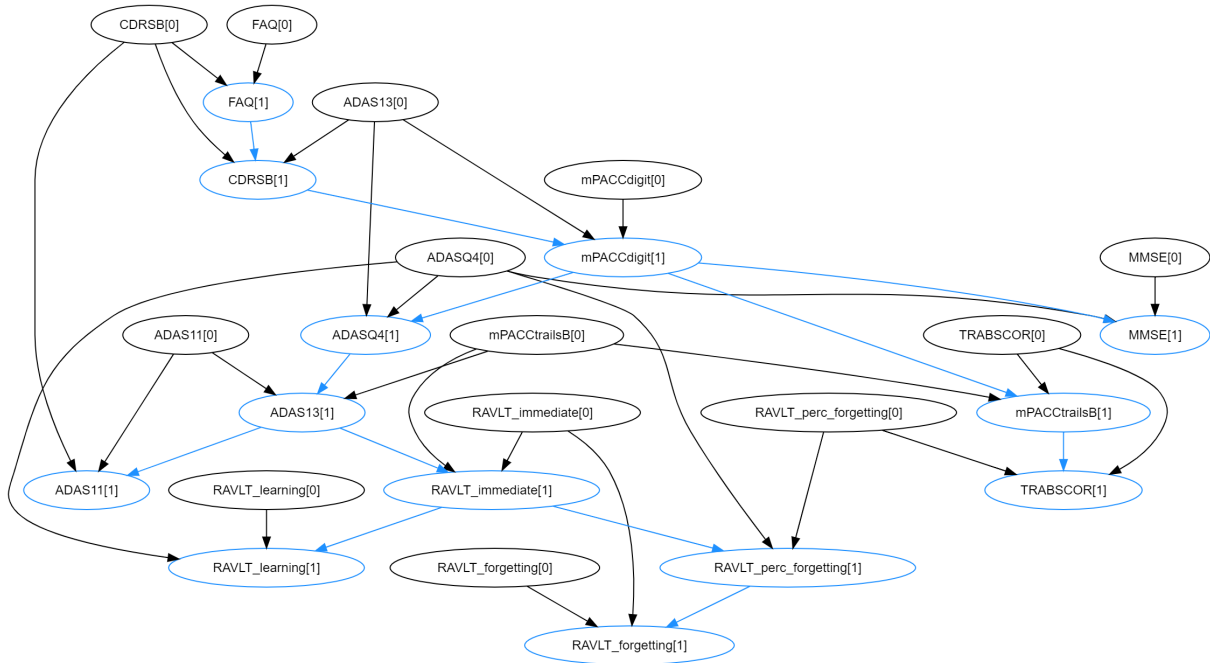 CDRSB[0]
FAQ[0]
FAQ[1]
ADAS13[0]
CDRSB[1]
mPACCdigit[0]
ADASQ4[0]
mPACCdigit[1]
MMSE[0]
ADAS11[0]
ADASQ4[1]
mPACCtrailsB[0]
TRABSCOR[0]
MMSE[1]
ADAS13[1]
RAVLT_immediate[0]
RAVLT_perc_forgetting[0]
mPACCtrailsB[1]
ADAS11[1]
RAVLT_learning[0]
RAVLT_immediate[1]
TRABSCOR[1]
RAVLT_learning[1]
RAVLT_forgetting[0]
RAVLT_perc_forgetting[1]
RAVLT_forgetting[1]